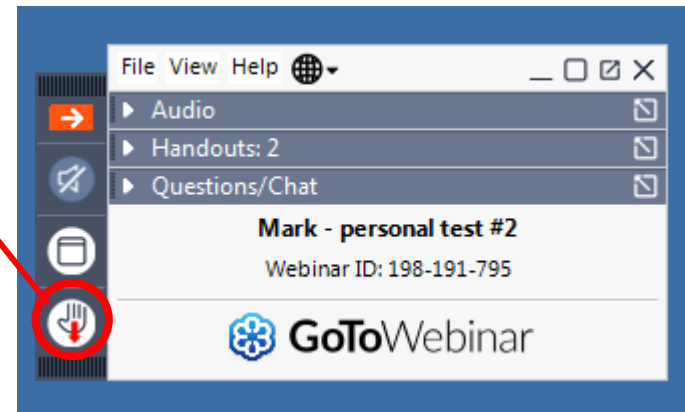 File View Help
Audio
Handouts: 2
Questions/Chat
Mark - personal test #2
Webinar ID: 198-191-795
GoToWebinar